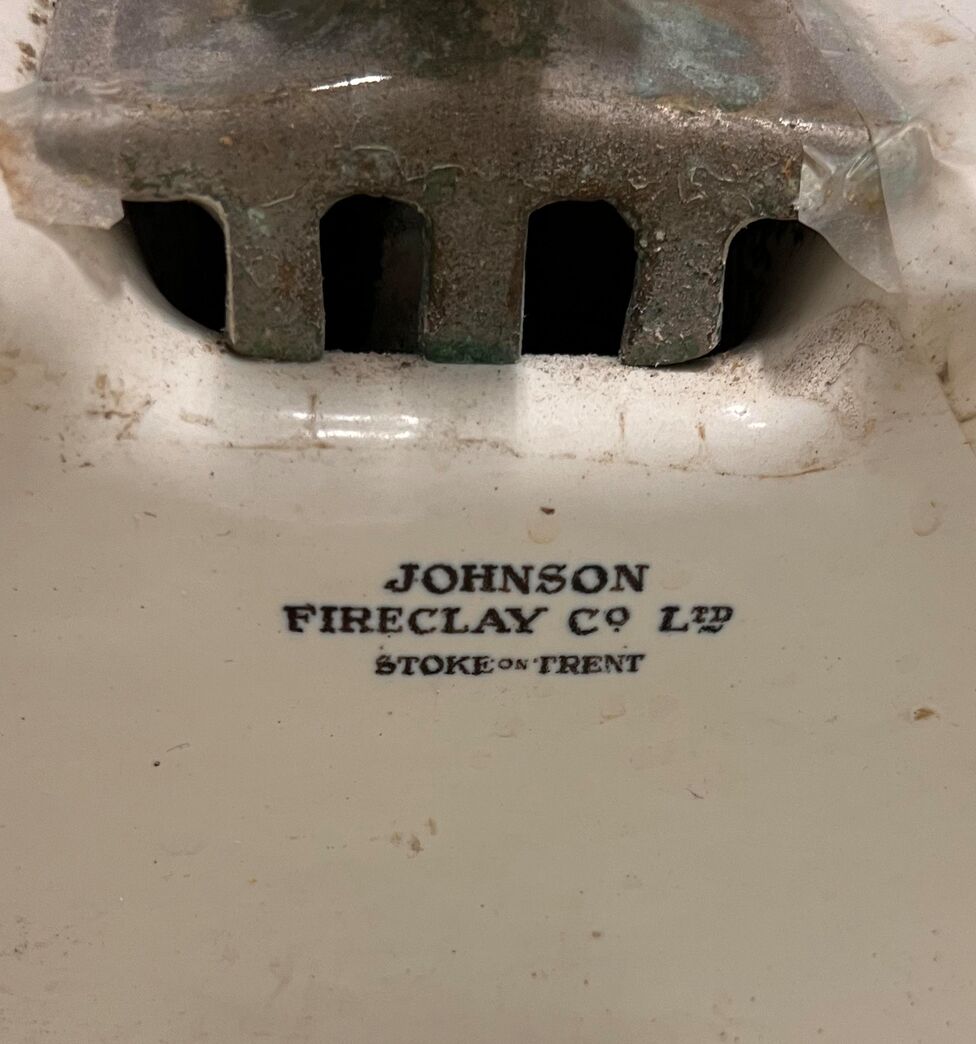 JOHNSON
FIRECLAY Cº LTD
STOKE ON TRENT